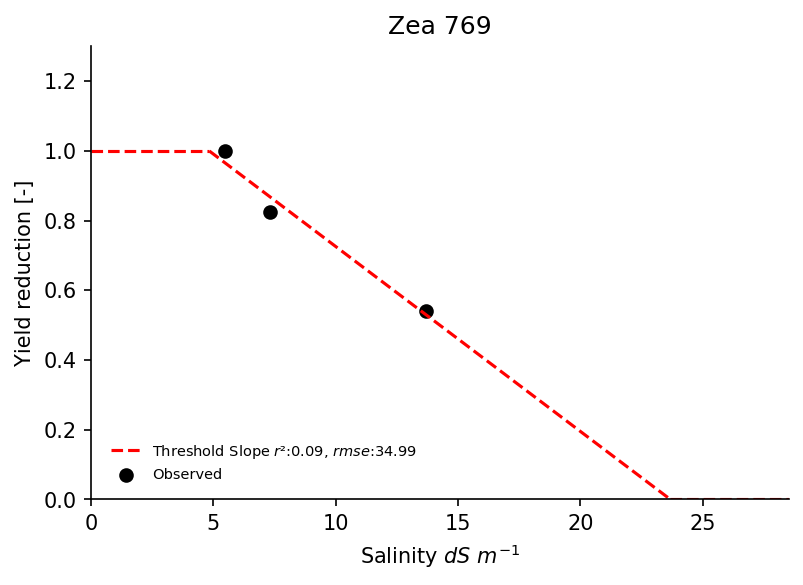 Zea 769
1.2
1.0
0.8
0.6
0.4
0.2
0.0
Yield reduction [-]
Threshold Slope r²:0.09, rmse:34.99
Observed
0 5 10 15 20 25
Salinity dS m⁻¹